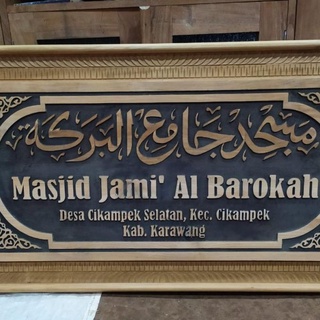 مسجد جامع البركة
Masjid Jami' Al Barokah
Desa Cikampek Selatan, Kec. Cikampek
Kab. Karawang